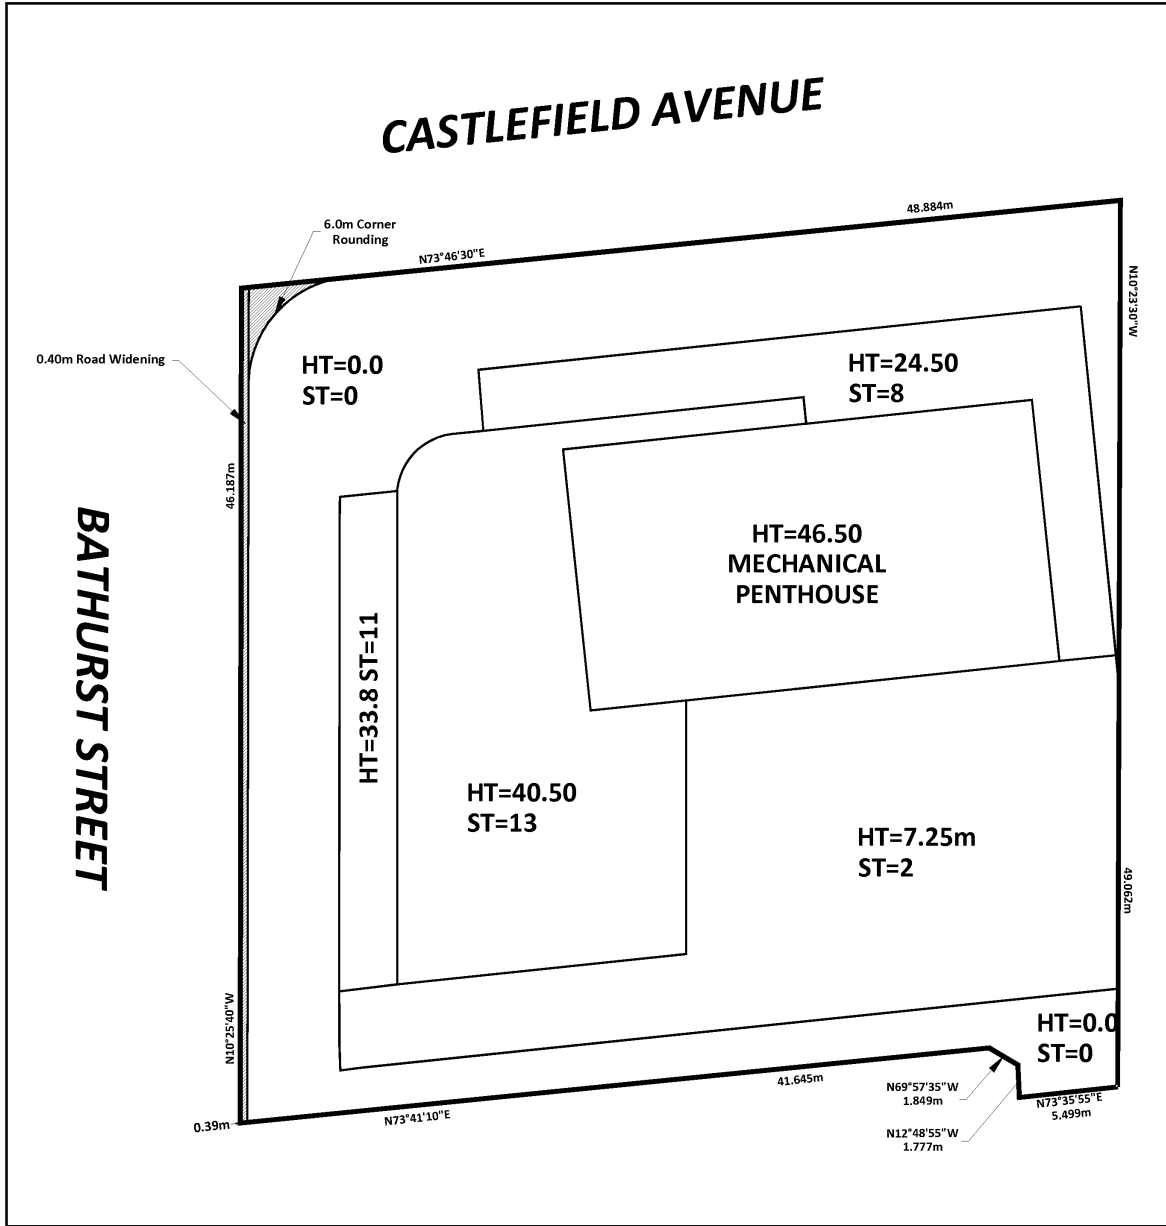 CASTLEFIELD AVENUE
48.884m
6.0m Corner
Rounding
N73°46'30"E
N10°23'30"W
0.40m Road Widening
HT=0.0
ST=0
HT=24.50
ST=8
46.187m
BATHURST STREET
HT=46.50
MECHANICAL
PENTHOUSE
HT=33.8 ST=11
HT=40.50
ST=13
HT=7.25m
ST=2
49.062m
N10°25'40"W
HT=0.0
ST=0
41.645m
N69°57'35"W
1.849m
N73°35'55"E
5.499m
0.39m
N73°41'10"E
N12°48'55"W
1.777m